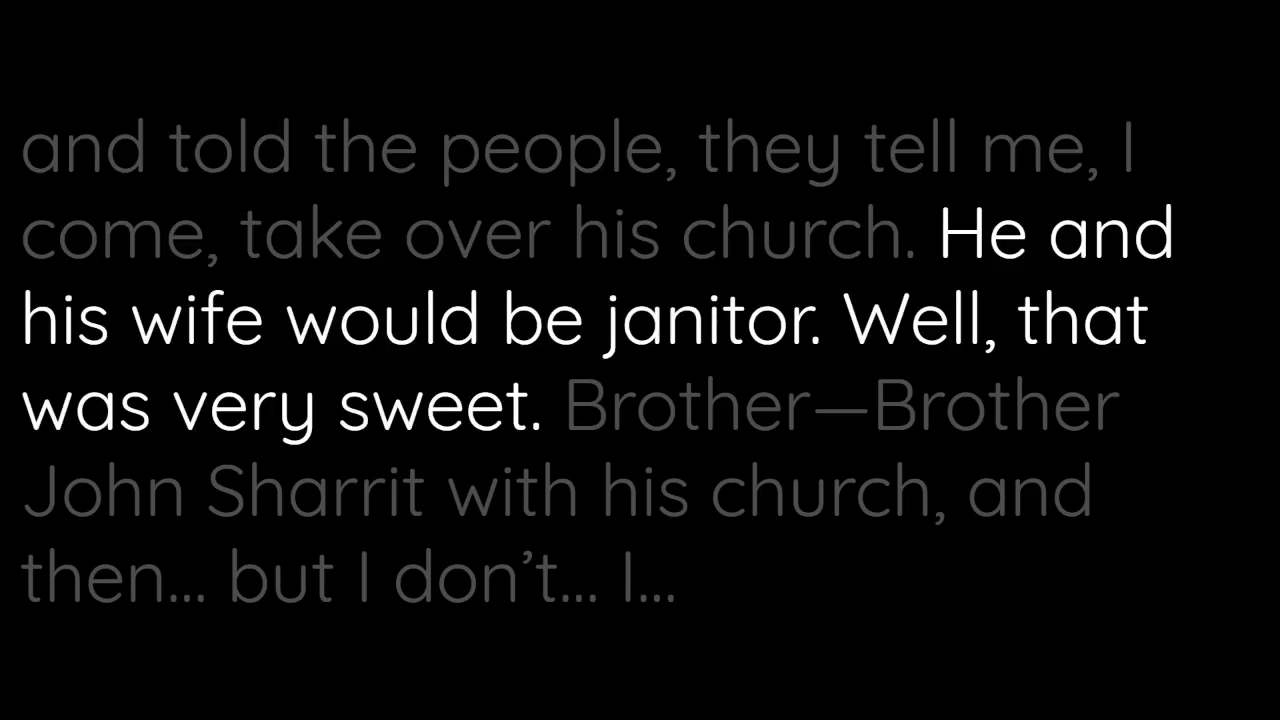 and told the people, they tell me, I
come, take over his church. He and
his wife would be janitor. Well, that
was very sweet. Brother—Brother
John Sharrit with his church, and
then... but I don’t... I...